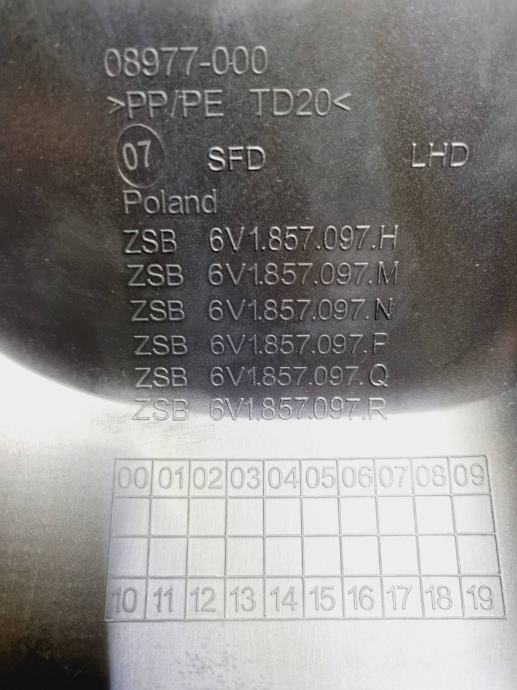 08977-000
>PP/PE TD20<
07 SFD LHD
Poland
ZSB 6V1.857.097.H
ZSB 6V1.857.097.M
ZSB 6V1.857.097.N
ZSB 6V1.857.097.P
ZSB 6V1.857.097.Q
ZSB 6V1.857.097.R
00 01 02 03 04 05 06 07 08 09
10 11 12 13 14 15 16 17 18 19